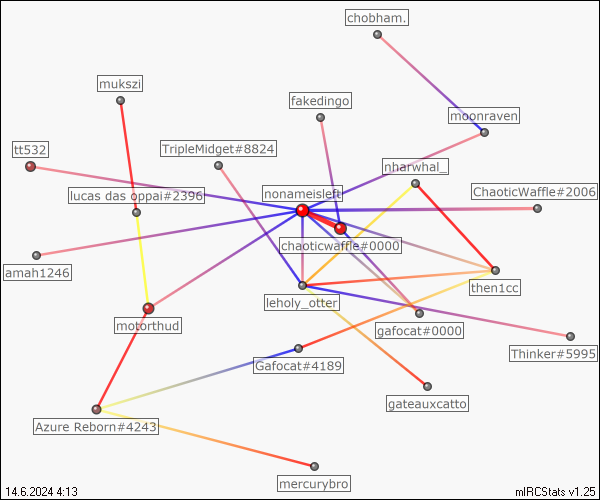 chobham.
mukszi
fakedingo
moonraven
tt532
TripleMidget#8824
nharwhal_
lucas das oppai#2396
nonameisleft
ChaoticWaffle#2006
chaoticwaffle#0000
amah1246
then1cc
leholy_otter
motorthud
gafocat#0000
Thinker#5995
Gafocat#4189
gateauxcatto
Azure Reborn#4243
mercurybro
14.6.2024 4:13
mIRCStats v1.25